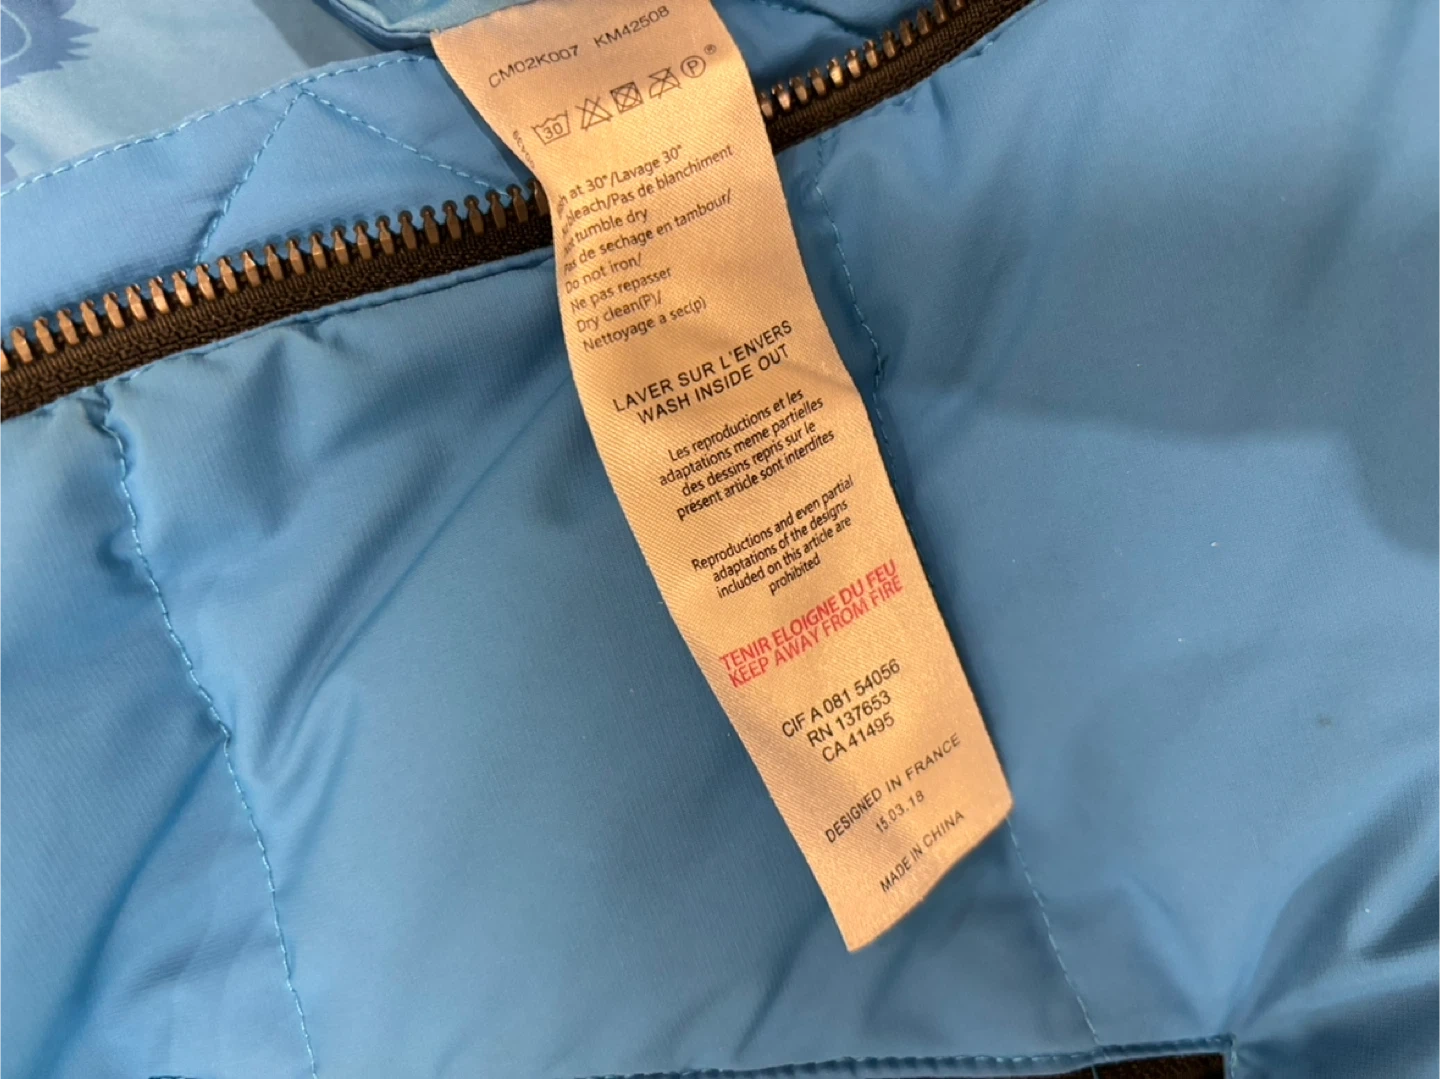 CM02K007 KM42508
30 P ®
at 30°/Lavage 30°
bleach/Pas de blanchiment
tumble dry
Pas de sechage en tambour/
Do not iron/
Ne pas repasser
Dry clean(P)/
Nettoyage a sec(p)
LAVER SUR L'ENVERS
WASH INSIDE OUT
Les reproductions et les
adaptations meme partielles
des dessins repris sur le
présent article sont interdites
Reproductions and even partial
adaptations of the designs
included on this article are
prohibited
TENIR ELOIGNE DU FEU
KEEP AWAY FROM FIRE
CIF A 081 54056
RN 137653
CA 41495
DESIGNED IN FRANCE
15.03.18
MADE IN CHINA